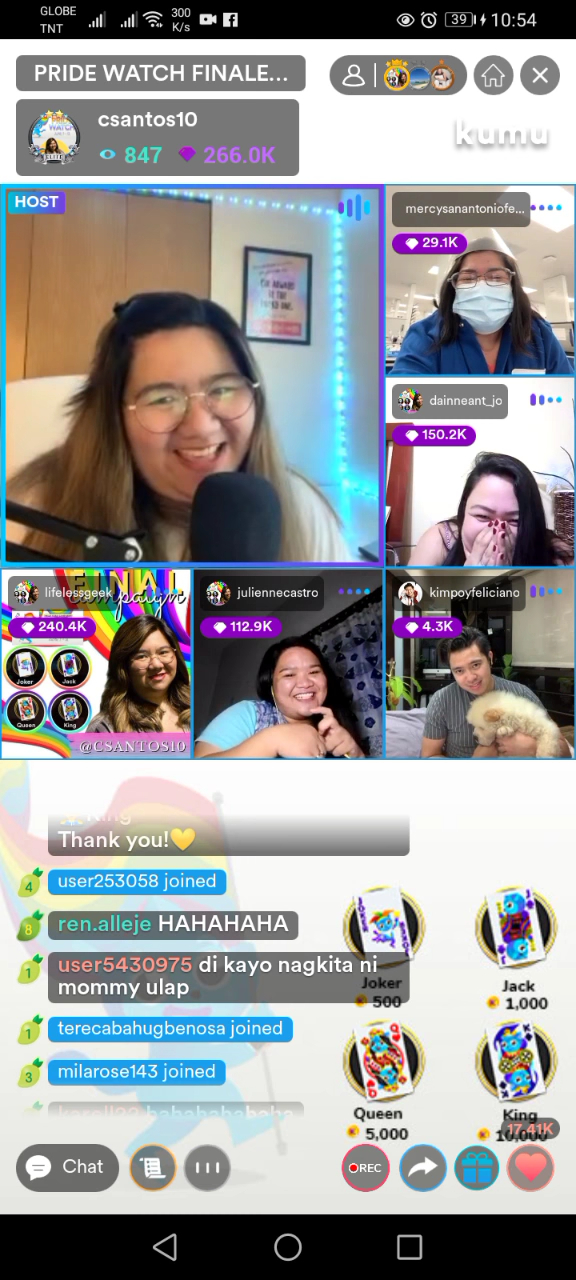 GLOBE
TNT
300
K/s
39
10:54
PRIDE WATCH FINALE...
csantos10
847
266.0K
kumu
HOST
mercysanantoniofe...
29.1K
dainneant_jo
150.2K
FINAL
lifelessgeek
240.4K
Joker
Jack
Queen
King
@CSANTOS10
juliennecastro
112.9K
kimpoyfeliciano
4.3K
King
Thank you!💛
4
user253058 joined
8
ren.alleje HAHAHAHA
1
user5430975 di kayo nagkita ni
mommy ulap
1
terecabahugbenosa joined
3
milarose143 joined
JOKER
Joker
500
Jack
1,000
Queen
5,000
King
10,000
17.41K
Chat
REC